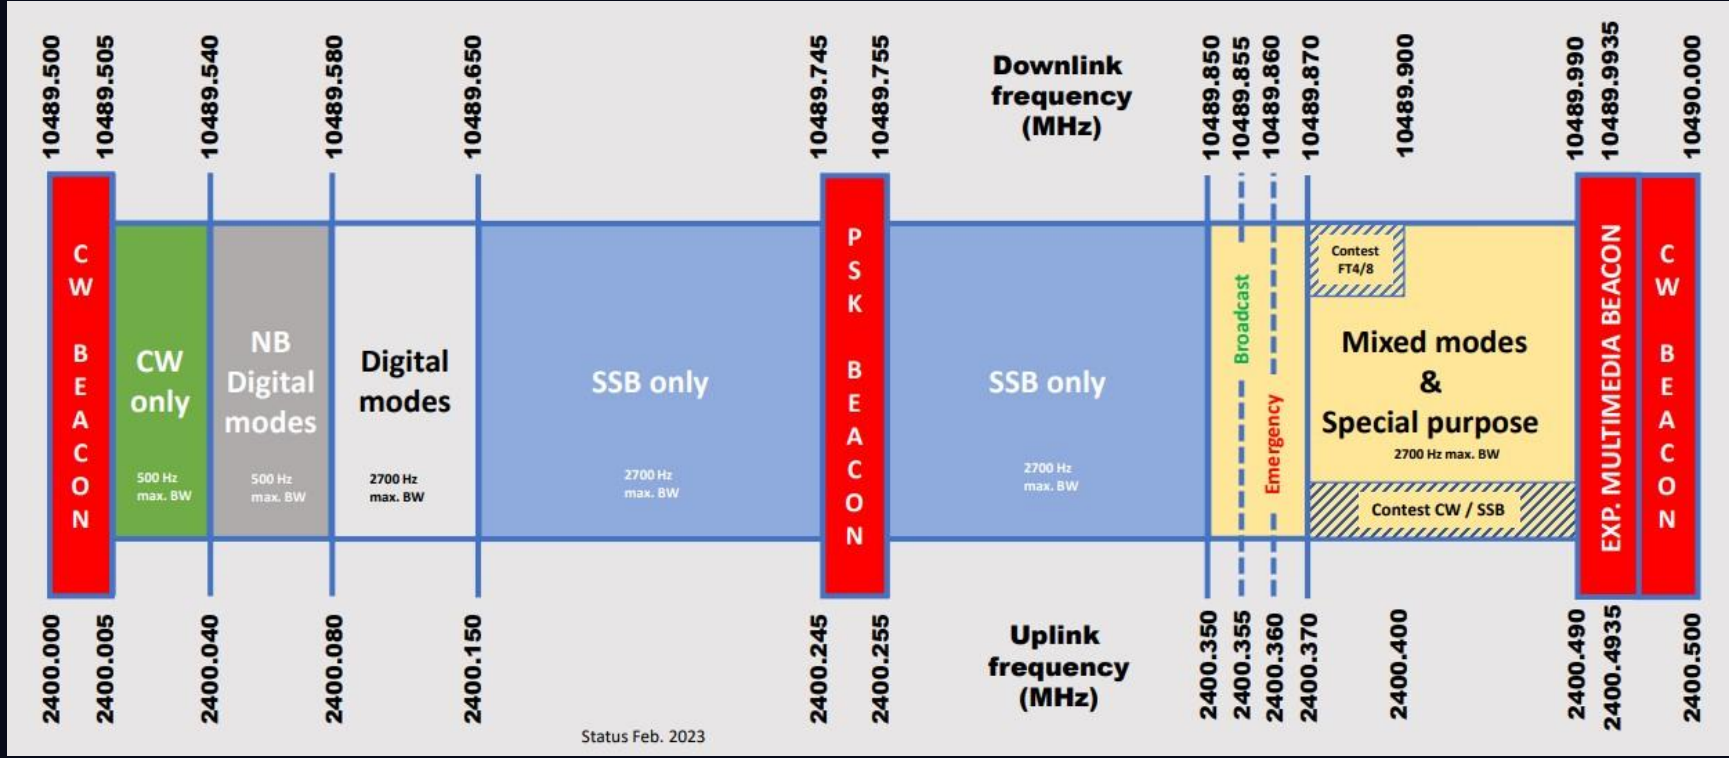 10489.500
10489.505
10489.540
10489.580
10489.650
10489.745
10489.755
Downlink
frequency
(MHz)
10489.850
10489.855
10489.860
10489.870
10489.900
10489.990
10489.9935
10490.000
CW BEACON
CW
only
500 Hz
max. BW
NB
Digital
modes
500 Hz
max. BW
Digital
modes
2700 Hz
max. BW
SSB only
2700 Hz
max. BW
PSK BEACON
SSB only
2700 Hz
max. BW
Broadcast
Emergency
Contest
FT4/8
Mixed modes
&
Special purpose
2700 Hz max. BW
Contest CW / SSB
EXP. MULTIMEDIA BEACON
CW BEACON
2400.000
2400.005
2400.040
2400.080
2400.150
2400.245
2400.255
Uplink
frequency
(MHz)
2400.350
2400.355
2400.360
2400.370
2400.400
2400.490
2400.4935
2400.500
Status Feb. 2023